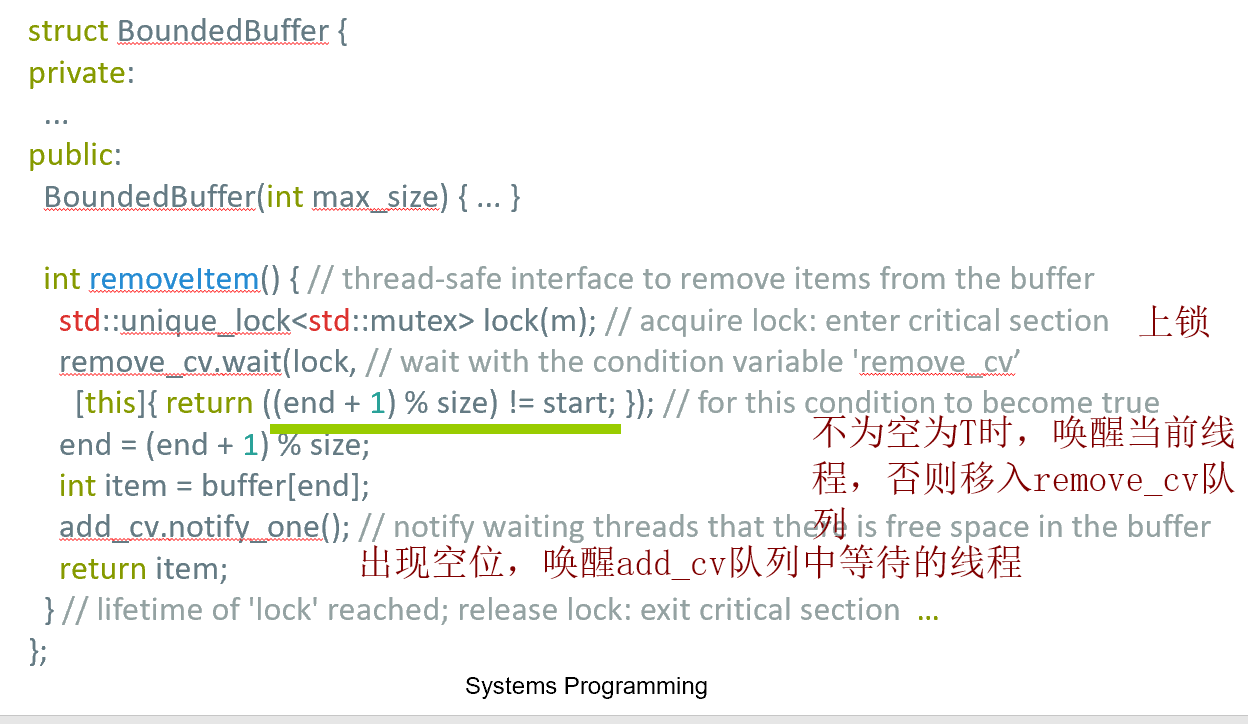 struct BoundedBuffer {
private:
...
public:
BoundedBuffer(int max_size) { ... }
int removeItem() { // thread-safe interface to remove items from the buffer
std::unique_lock<std::mutex> lock(m); // acquire lock: enter critical section 上锁
remove_cv.wait(lock, // wait with the condition variable 'remove_cv’
[this]{ return ((end + 1) % size) != start; }); // for this condition to become true
不为空为T时，唤醒当前线
end = (end + 1) % size;
程，否则移入remove_cv队
int item = buffer[end];
列
add_cv.notify_one(); // notify waiting threads that there is free space in the buffer
出现空位，唤醒add_cv队列中等待的线程
return item;
} // lifetime of 'lock' reached; release lock: exit critical section ...
};
Systems Programming